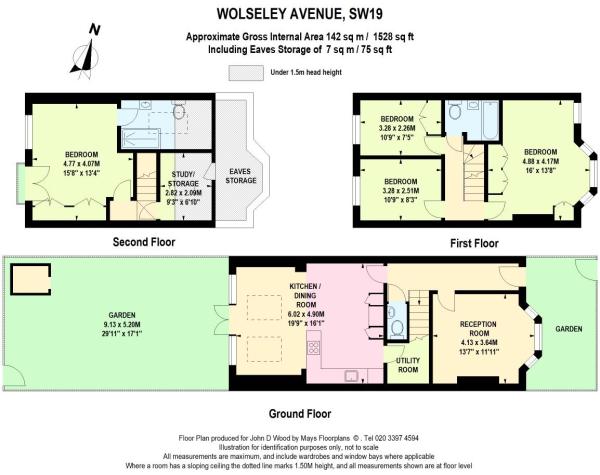 WOLSELEY AVENUE, SW19
Approximate Gross Internal Area 142 sq m / 1528 sq ft
Including Eaves Storage of 7 sq m / 75 sq ft
N
Under 1.5m head height
BEDROOM
4.77 x 4.07M
15'8" x 13'4"
STUDY/
STORAGE
2.82 x 2.09M
9'3" x 6'10"
EAVES
STORAGE
Second Floor
BEDROOM
3.28 x 2.26M
10'9" x 7'5"
BEDROOM
4.88 x 4.17M
16' x 13'8"
BEDROOM
3.28 x 2.51M
10'9" x 8'3"
First Floor
GARDEN
9.13 x 5.20M
29'11" x 17'1"
KITCHEN /
DINING
ROOM
6.02 x 4.90M
19'9" x 16'1"
UTILITY
ROOM
RECEPTION
ROOM
4.13 x 3.64M
13'7" x 11'11"
GARDEN
Ground Floor
Floor Plan produced for John D Wood by Mays Floorplans © . Tel 020 3397 4594
Illustration for identification purposes only, not to scale
All measurements are maximum, and include wardrobes and window bays where applicable
Where a room has a sloping ceiling the dotted line marks 1.50M height, and all measurements shown are at floor level